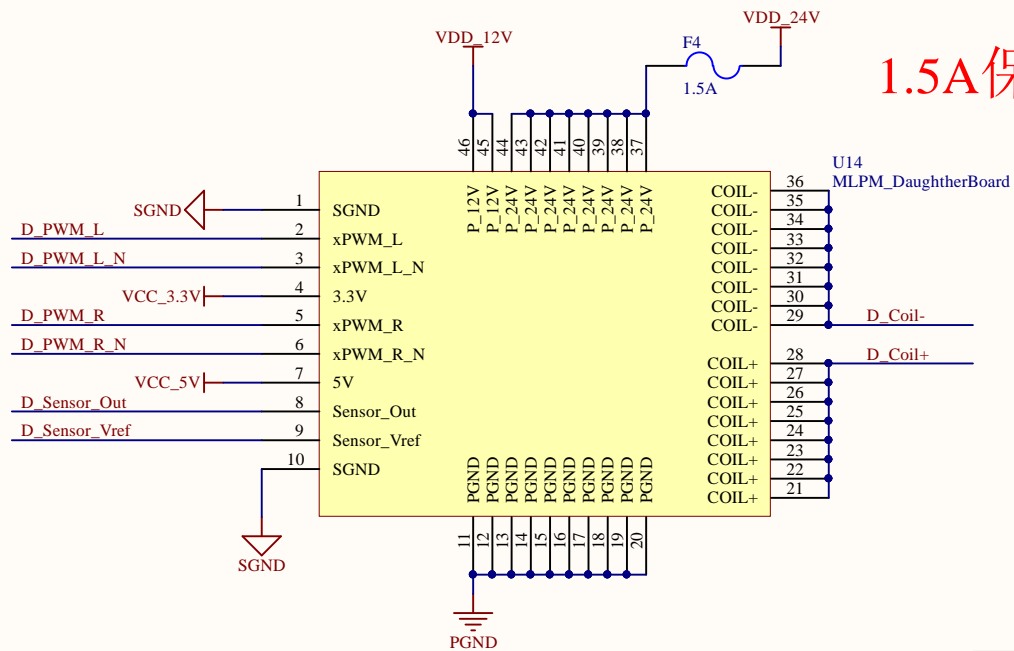 VDD_24V
VDD_12V
F4
1.5A
1.5A保
46
45
44
43
42
41
40
39
38
37
U14
MLPM_DaughtherBoard
P_12V
P_12V
P_24V
P_24V
P_24V
P_24V
P_24V
P_24V
P_24V
P_24V
SGND
1
SGND
D_PWM_L
2
xPWM_L
D_PWM_L_N
3
xPWM_L_N
VCC_3.3V
4
3.3V
D_PWM_R
5
xPWM_R
D_PWM_R_N
6
xPWM_R_N
VCC_5V
7
5V
D_Sensor_Out
8
Sensor_Out
D_Sensor_Vref
9
Sensor_Vref
10
SGND
SGND
COIL-
36
COIL-
35
COIL-
34
COIL-
33
COIL-
32
COIL-
31
COIL-
30
COIL-
29
D_Coil-
COIL+
28
D_Coil+
COIL+
27
COIL+
26
COIL+
25
COIL+
24
COIL+
23
COIL+
22
COIL+
21
PGND
PGND
PGND
PGND
PGND
PGND
PGND
PGND
PGND
PGND
11
12
13
14
15
16
17
18
19
20
PGND